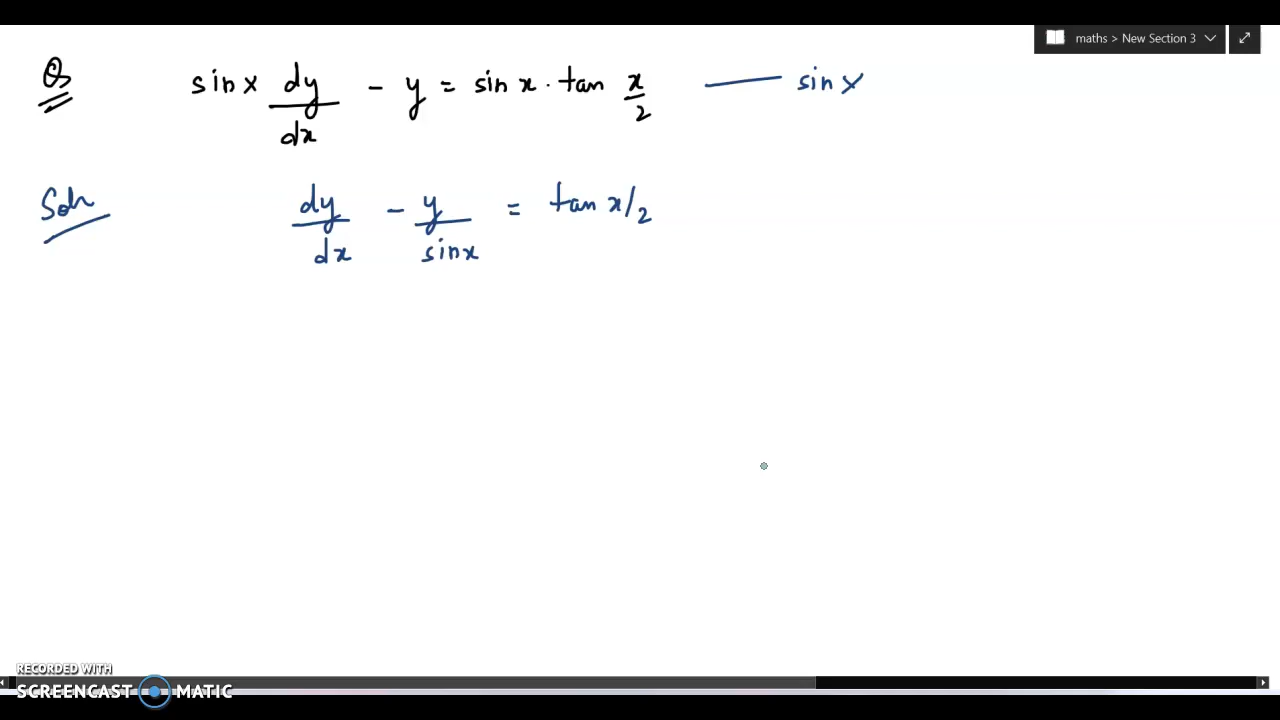 maths > New Section 3
Q sin x dy/dx - y = sin x · tan x/2 — sin x
Soln dy/dx - y/sinx = tan x/2
RECORDED WITH
SCREENCAST MATIC